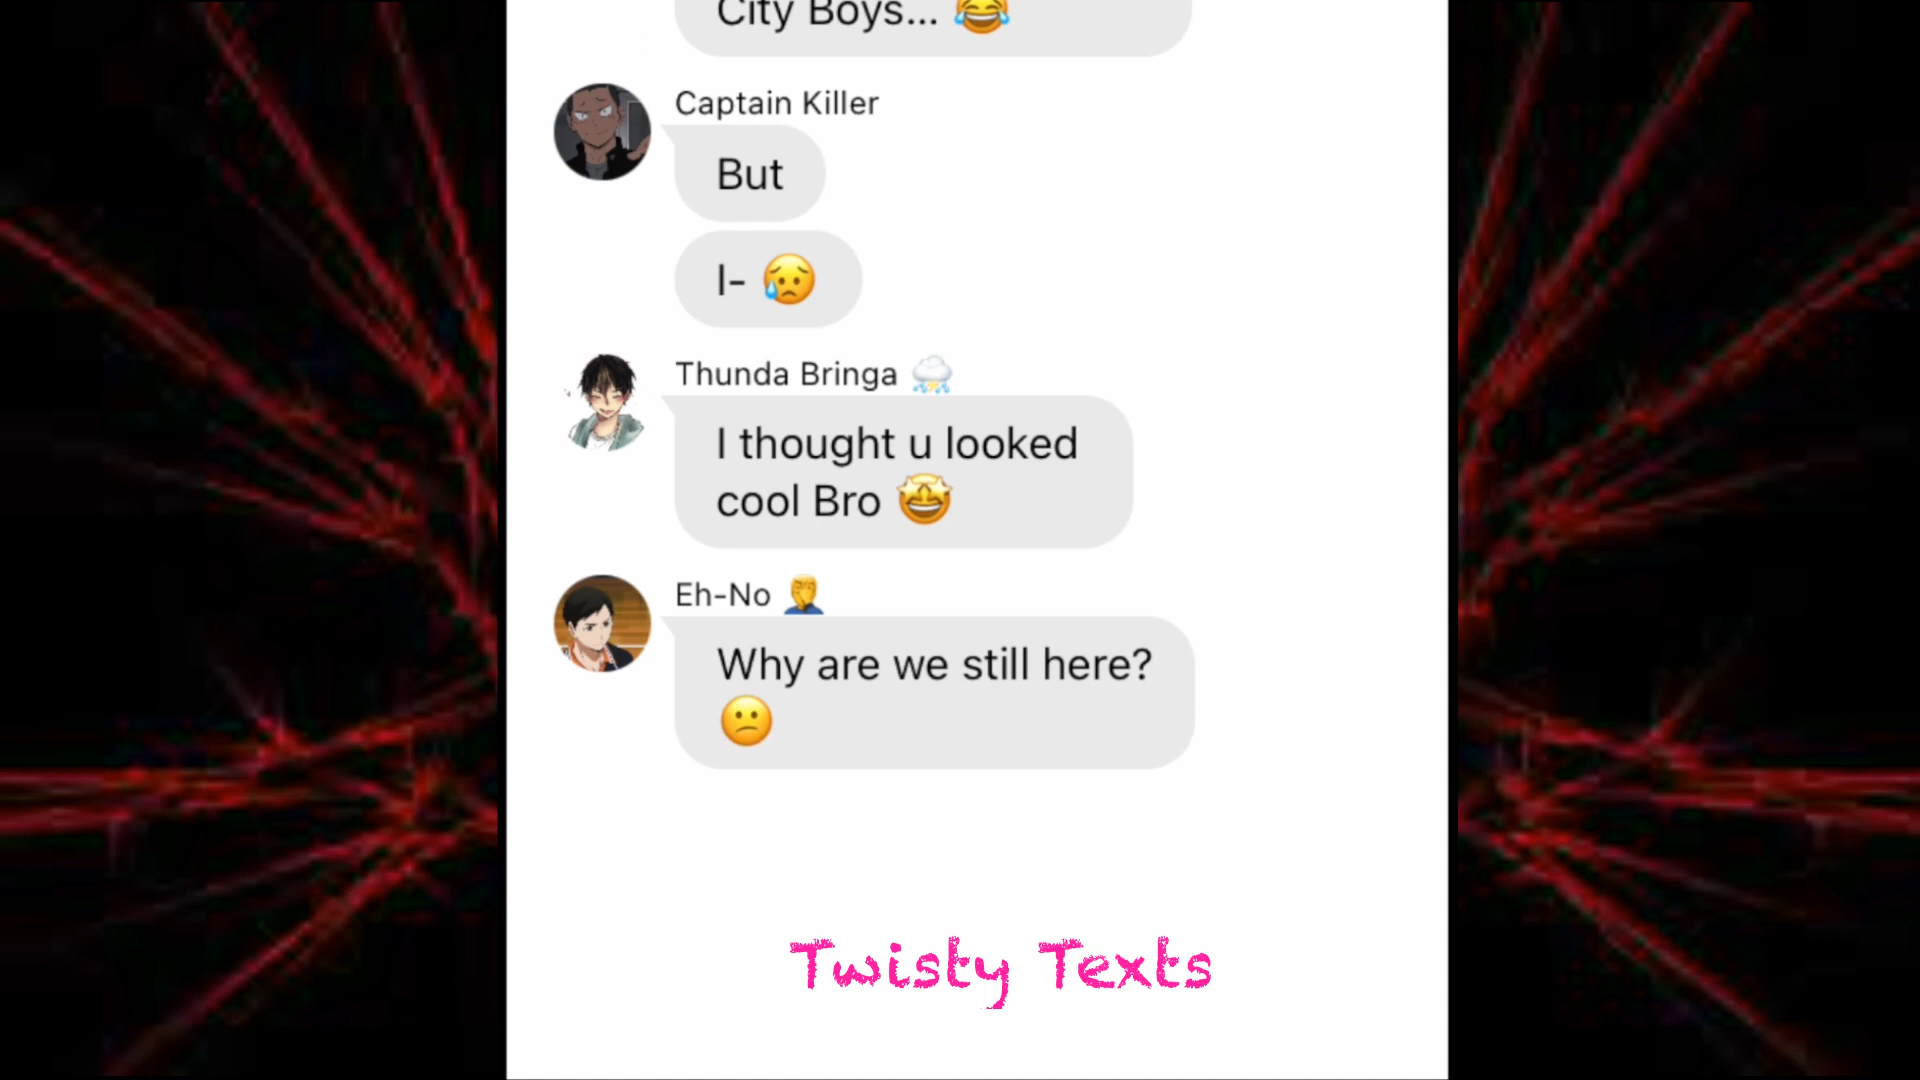 City Boys... 😂
Captain Killer
But
I- 😥
Thunda Bringa ⛈️
I thought u looked
cool Bro 🤩
Eh-No 🤦‍♂️
Why are we still here?
😕
Twisty Texts